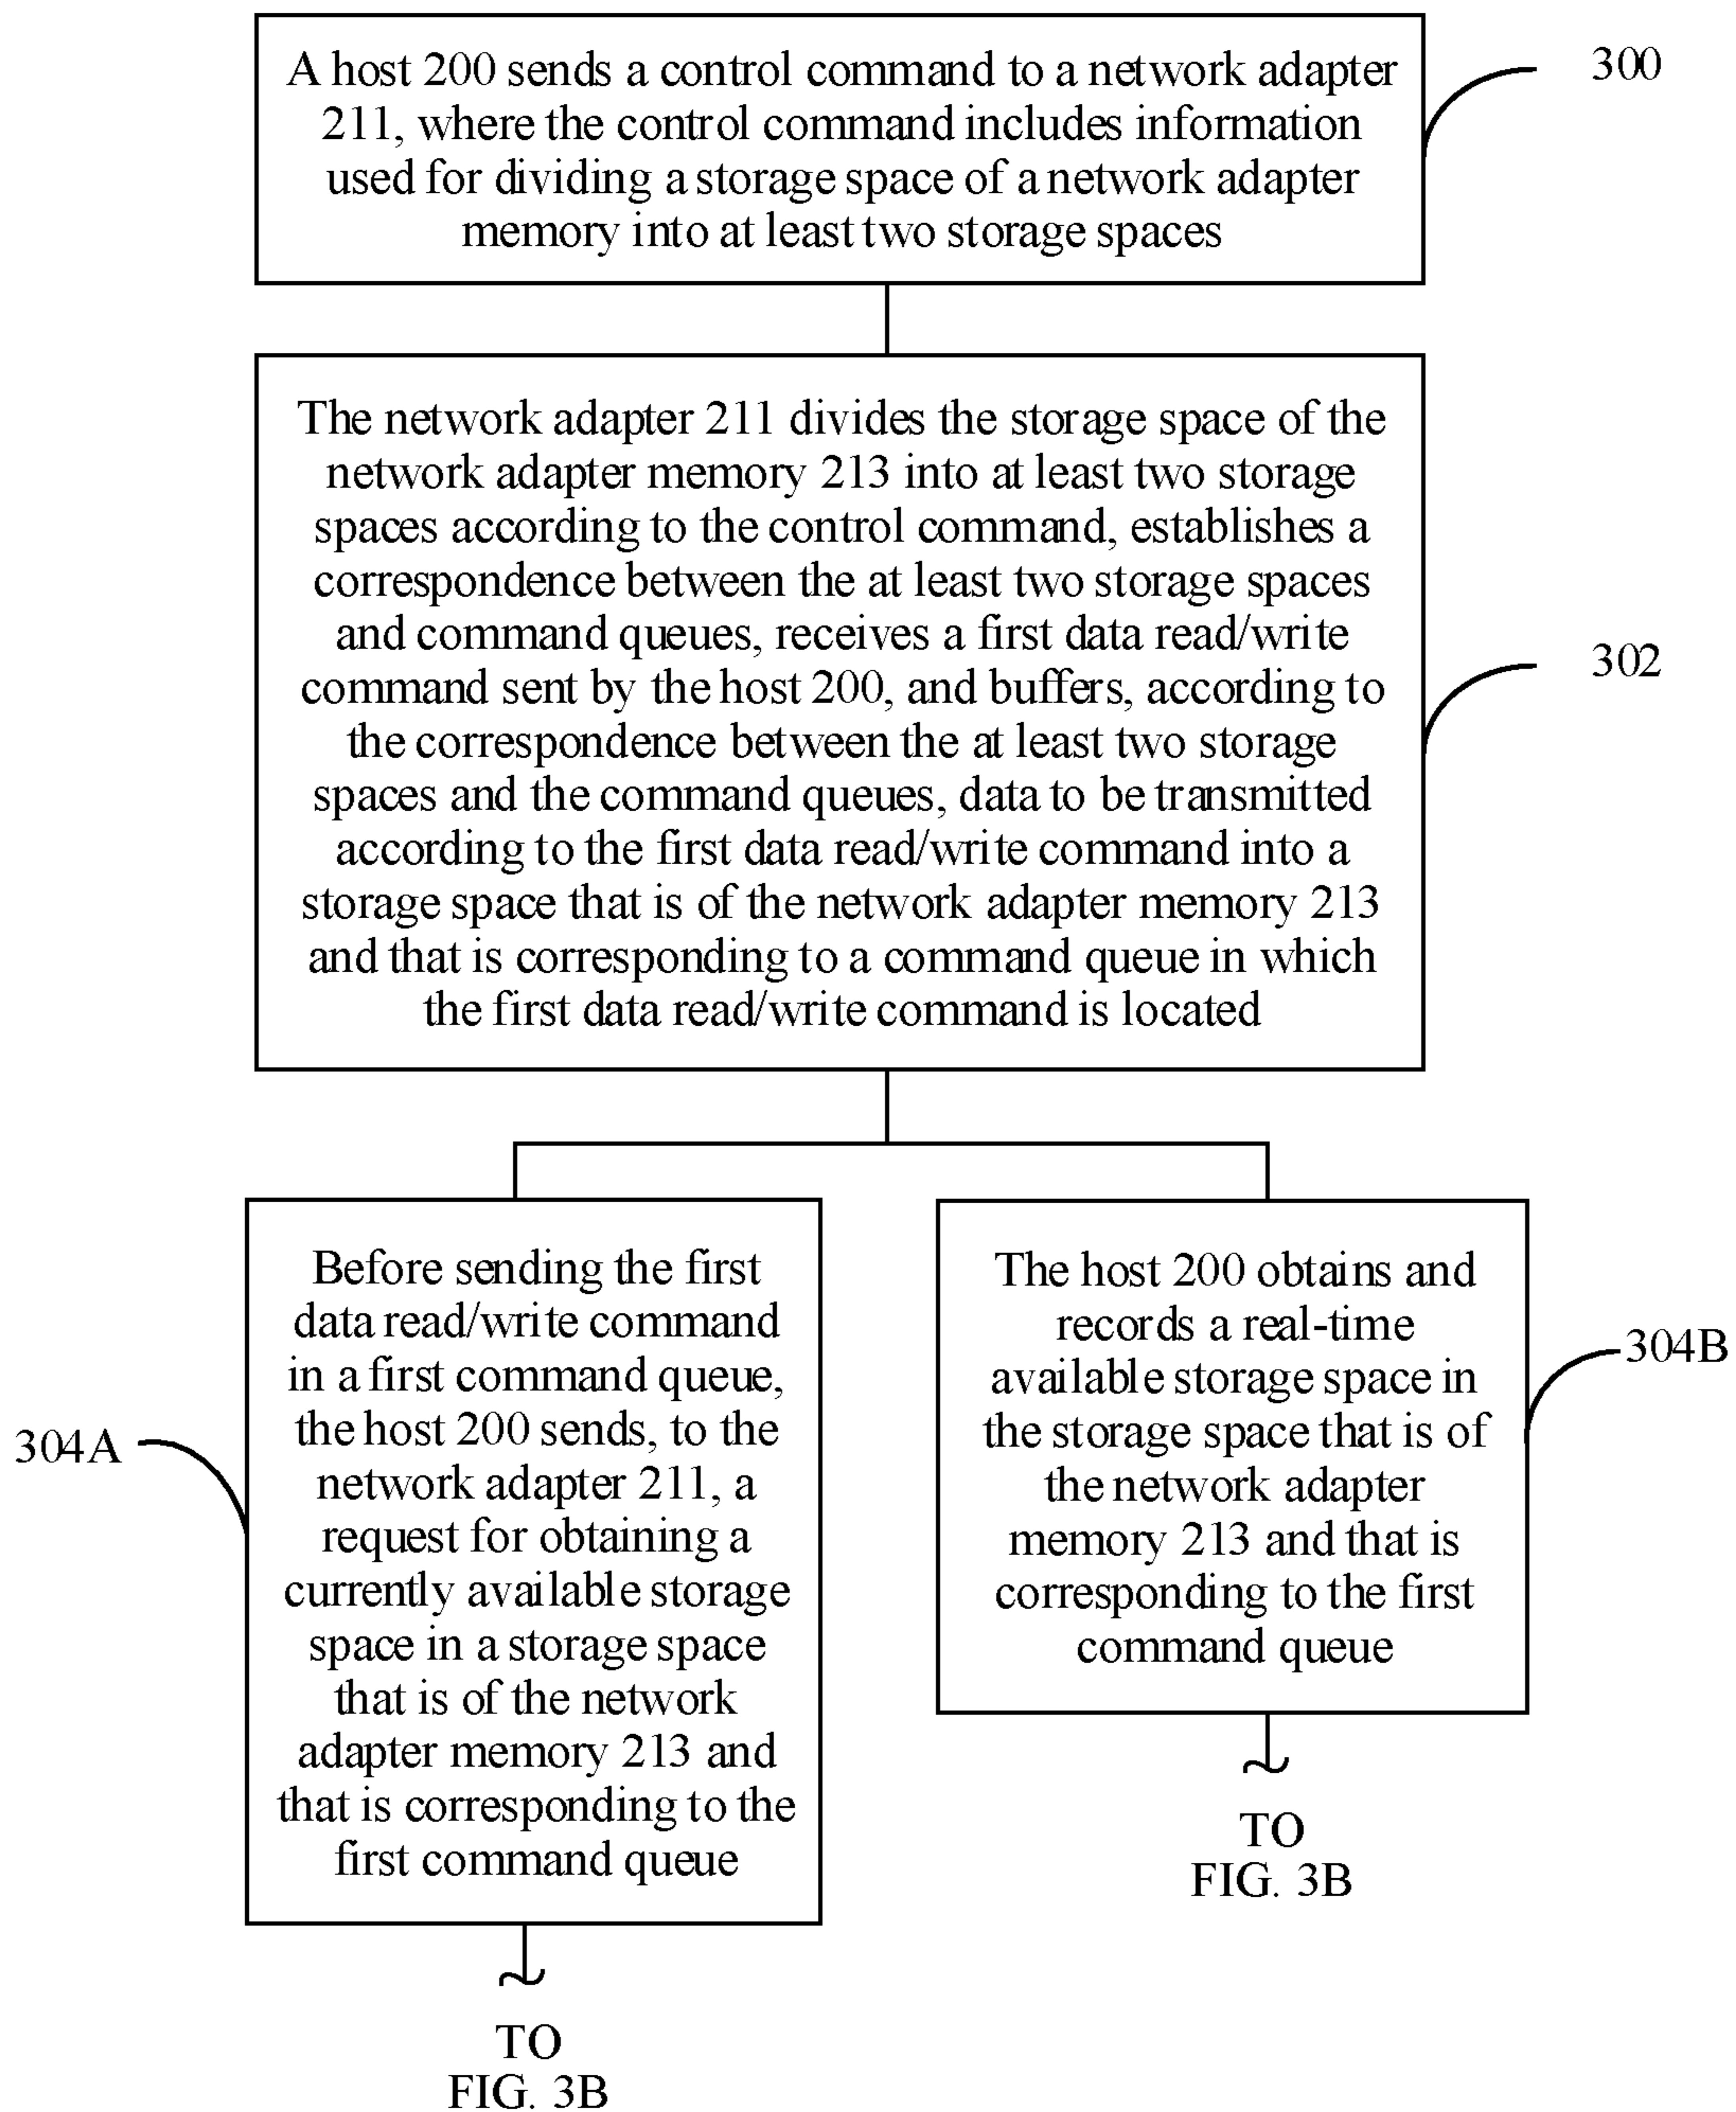 A host 200 sends a control command to a network adapter
211, where the control command includes information
used for dividing a storage space of a network adapter
memory into at least two storage spaces
300
The network adapter 211 divides the storage space of the
network adapter memory 213 into at least two storage
spaces according to the control command, establishes a
correspondence between the at least two storage spaces
and command queues, receives a first data read/write
command sent by the host 200, and buffers, according to
the correspondence between the at least two storage
spaces and the command queues, data to be transmitted
according to the first data read/write command into a
storage space that is of the network adapter memory 213
and that is corresponding to a command queue in which
the first data read/write command is located
302
304A
Before sending the first
data read/write command
in a first command queue,
the host 200 sends, to the
network adapter 211, a
request for obtaining a
currently available storage
space in a storage space
that is of the network
adapter memory 213 and
that is corresponding to the
first command queue
TO
FIG. 3B
The host 200 obtains and
records a real-time
available storage space in
the storage space that is of
the network adapter
memory 213 and that is
corresponding to the first
command queue
304B
TO
FIG. 3B